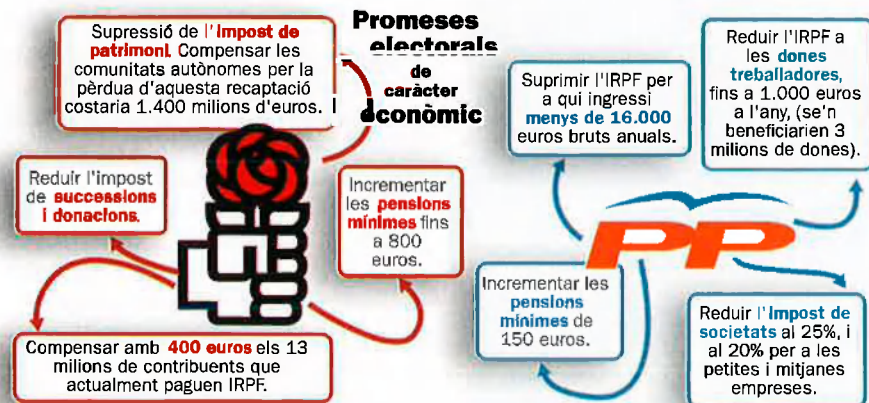 Promeses
electorals
de
caràcter
econòmic
Supressió de l'impost de
patrimoni. Compensar les
comunitats autònomes per la
pèrdua d'aquesta recaptació
costaria 1.400 milions d'euros.
Reduir l'impost
de successions
i donacions.
Incrementar
les pensions
mínimes fins
a 800
euros.
Compensar amb 400 euros els 13
milions de contribuents que
actualment paguen IRPF.
Suprimir l'IRPF per
a qui ingressi
menys de 16.000
euros bruts anuals.
Reduir l'IRPF a
les dones
treballadores,
fins a 1.000 euros
a l'any, (se'n
beneficiarien 3
milions de dones).
PP
Incrementar les
pensions
mínimes de
150 euros.
Reduir l'impost de
societats al 25%, i
al 20% per a les
petites i mitjanes
empreses.